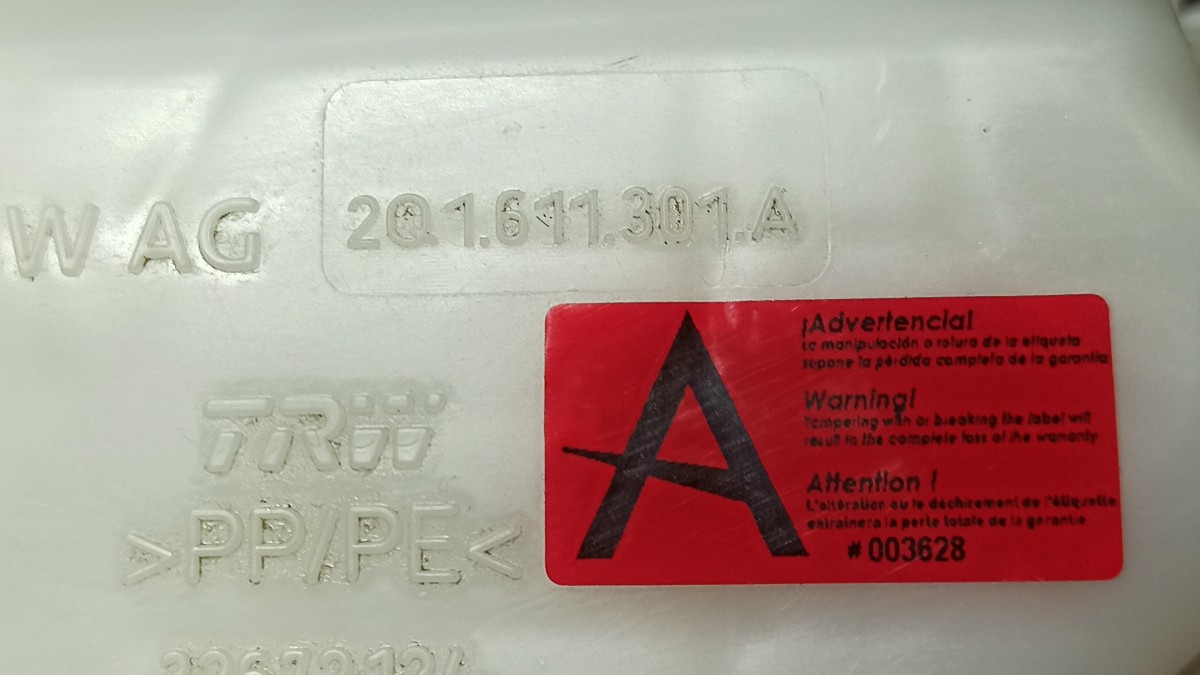 W AG
2Q1.611.301.A
TRW
>PP/PE<
A
¡Advertencia!
La manipulación o rotura de la etiqueta
supone la pérdida completa de la garantía
Warning!
Tampering with or breaking the label will
result in the complete loss of the warranty
Attention !
L'altération ou le déchirement de l'étiquette
entrainera la perte totale de la garantie
# 003628